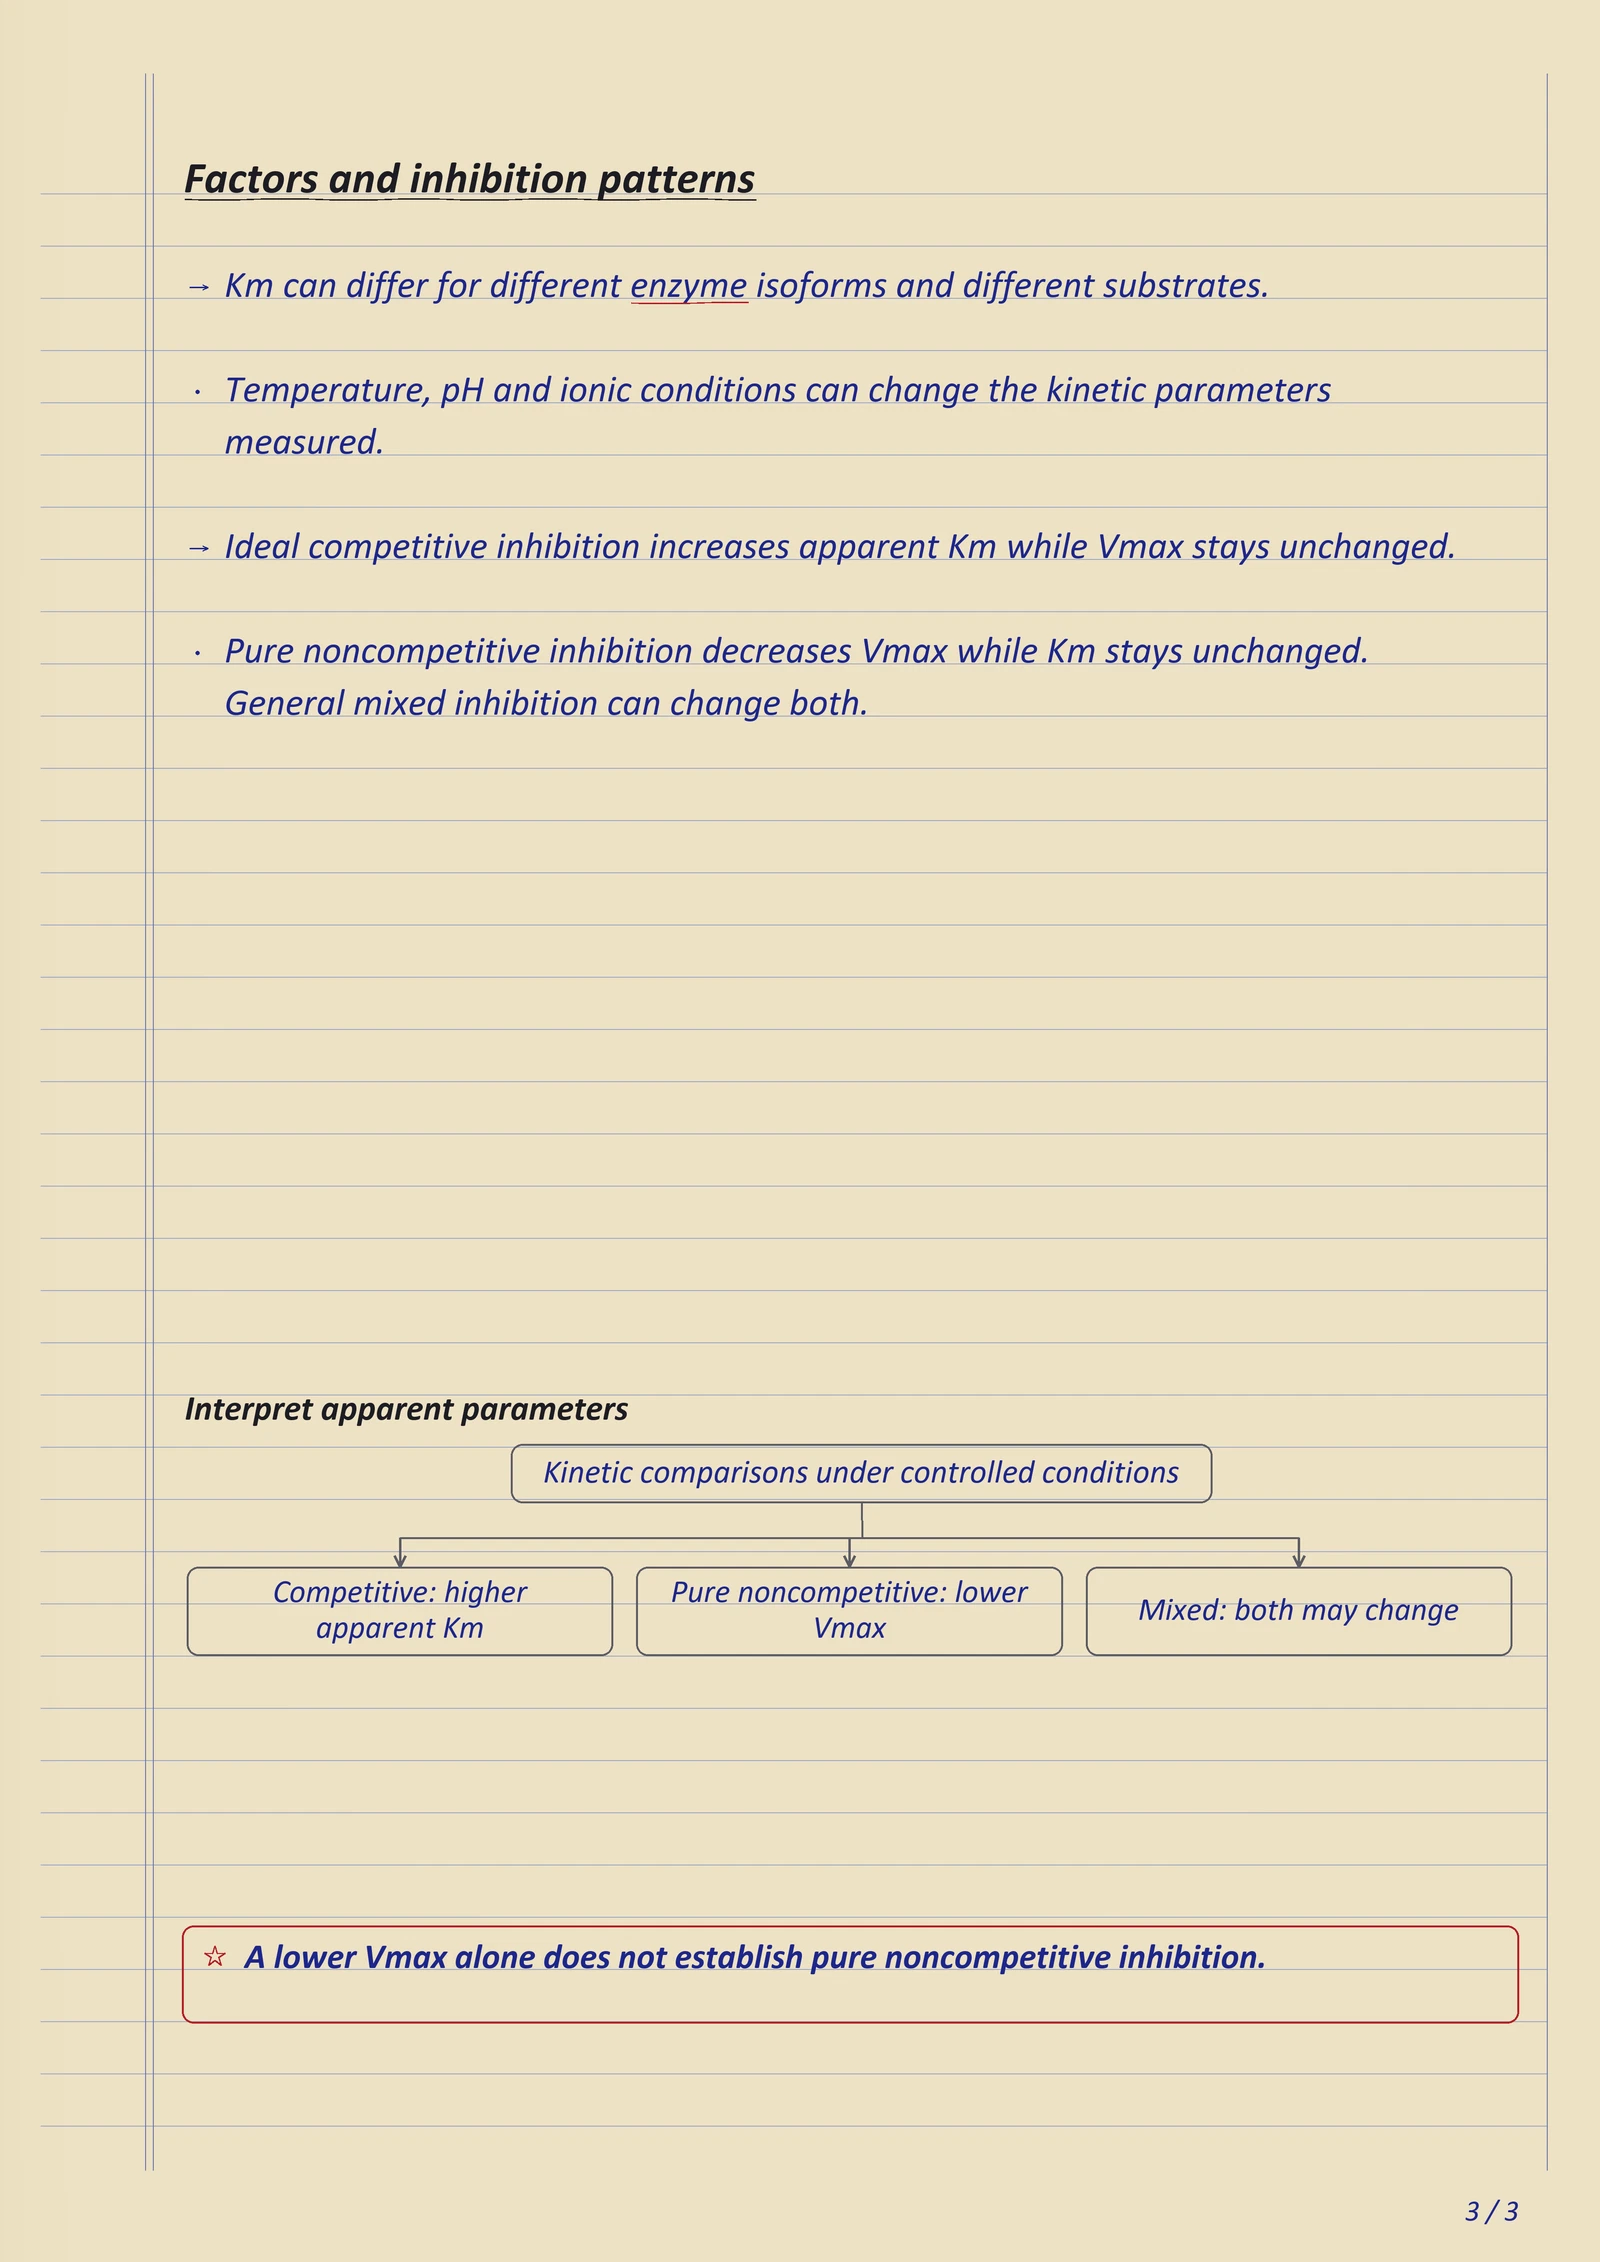 Factors and inhibition patterns
→ Km can differ for different enzyme isoforms and different substrates.
· Temperature, pH and ionic conditions can change the kinetic parameters
measured.
→ Ideal competitive inhibition increases apparent Km while Vmax stays unchanged.
· Pure noncompetitive inhibition decreases Vmax while Km stays unchanged.
General mixed inhibition can change both.
Interpret apparent parameters
Kinetic comparisons under controlled conditions
Competitive: higher
apparent Km
Pure noncompetitive: lower
Vmax
Mixed: both may change
☆ A lower Vmax alone does not establish pure noncompetitive inhibition.
3 / 3